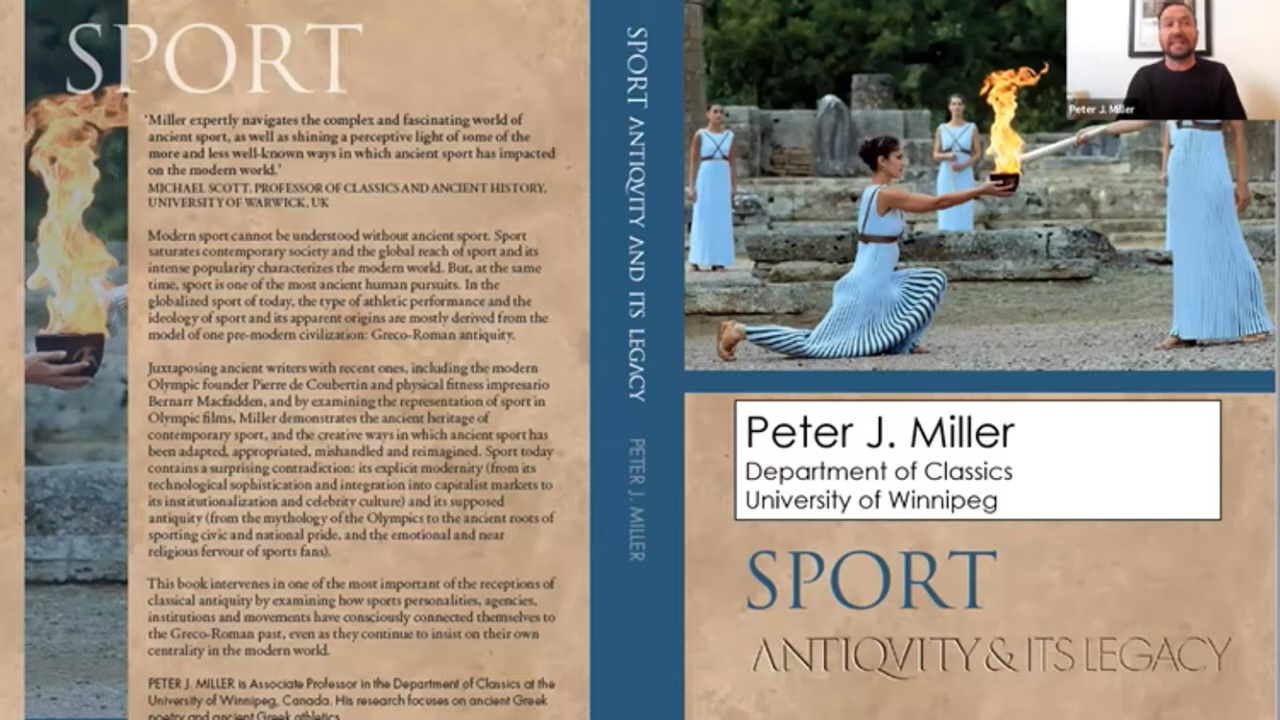 SPORT
'Miller expertly navigates the complex and fascinating world of
ancient sport, as well as shining a perceptive light of some of the
more and less well-known ways in which ancient sport has impacted
on the modern world.'
MICHAEL SCOTT, PROFESSOR OF CLASSICS AND ANCIENT HISTORY,
UNIVERSITY OF WARWICK, UK
Modern sport cannot be understood without ancient sport. Sport
saturates contemporary society and the global reach of sport and its
intense popularity characterizes the modern world. But, at the same
time, sport is one of the most ancient human pursuits. In the
globalized sport of today, the type of athletic performance and the
ideology of sport and its apparent origins are mostly derived from the
model of one pre-modern civilization: Greco-Roman antiquity.
Juxtaposing ancient writers with recent ones, including the modern
Olympic founder Pierre de Coubertin and physical fitness impresario
Bernarr Macfadden, and by examining the representation of sport in
Olympic films, Miller demonstrates the ancient heritage of
contemporary sport, and the creative ways in which ancient sport has
been adapted, appropriated, mishandled and reimagined. Sport today
contains a surprising contradiction: its explicit modernity (from its
technological sophistication and integration into capitalist markets to
its institutionalization and celebrity culture) and its supposed
antiquity (from the mythology of the Olympics to the ancient roots of
sporting civic and national pride, and the emotional and near
religious fervour of sports fans).
This book intervenes in one of the most important of the receptions of
classical antiquity by examining how sports personalities, agencies,
institutions and movements have consciously connected themselves to
the Greco-Roman past, even as they continue to insist on their own
centrality in the modern world.
PETER J. MILLER is Associate Professor in the Department of Classics at the
University of Winnipeg, Canada. His research focuses on ancient Greek
poetry and ancient Greek athletics.
SPORT ANTIQVITY AND ITS LEGACY PETER J. MILLER
Peter J. Miller
Peter J. Miller
Department of Classics
University of Winnipeg
SPORT
ANTIQVITY & ITS LEGACY